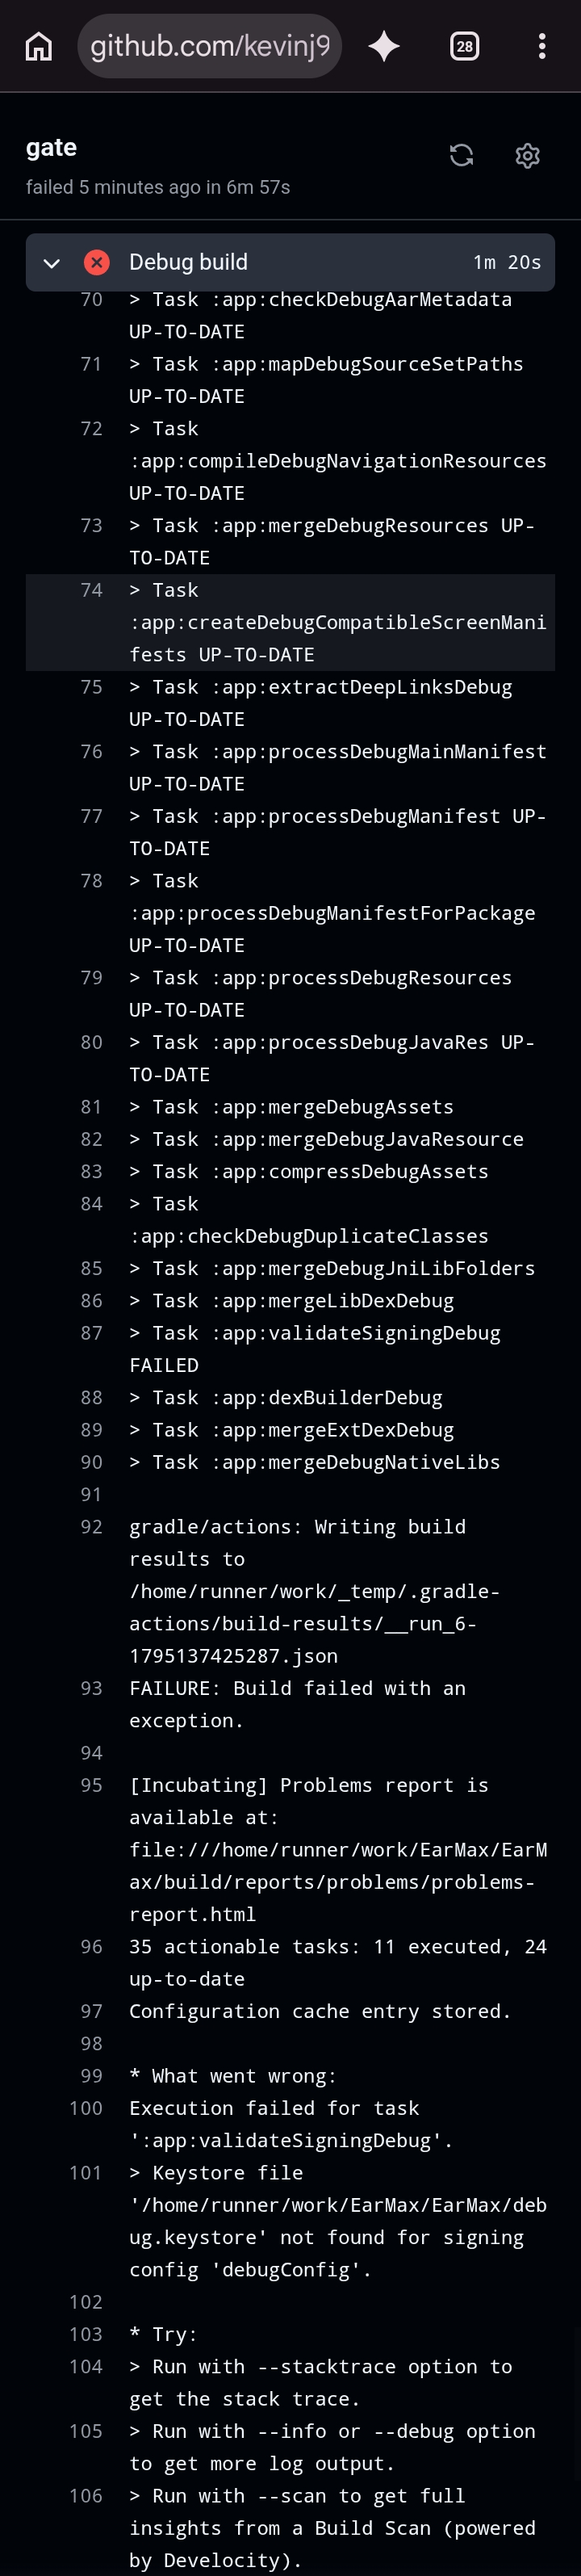 github.com/kevinj9
28
gate
failed 5 minutes ago in 6m 57s
Debug build 1m 20s
70 > Task :app:checkDebugAarMetadata
UP-TO-DATE
71 > Task :app:mapDebugSourceSetPaths
UP-TO-DATE
72 > Task
:app:compileDebugNavigationResources
UP-TO-DATE
73 > Task :app:mergeDebugResources UP-
TO-DATE
74 > Task
:app:createDebugCompatibleScreenMani
fests UP-TO-DATE
75 > Task :app:extractDeepLinksDebug
UP-TO-DATE
76 > Task :app:processDebugMainManifest
UP-TO-DATE
77 > Task :app:processDebugManifest UP-
TO-DATE
78 > Task
:app:processDebugManifestForPackage
UP-TO-DATE
79 > Task :app:processDebugResources
UP-TO-DATE
80 > Task :app:processDebugJavaRes UP-
TO-DATE
81 > Task :app:mergeDebugAssets
82 > Task :app:mergeDebugJavaResource
83 > Task :app:compressDebugAssets
84 > Task
:app:checkDebugDuplicateClasses
85 > Task :app:mergeDebugJniLibFolders
86 > Task :app:mergeLibDexDebug
87 > Task :app:validateSigningDebug
FAILED
88 > Task :app:dexBuilderDebug
89 > Task :app:mergeExtDexDebug
90 > Task :app:mergeDebugNativeLibs
91
92 gradle/actions: Writing build
results to
/home/runner/work/_temp/.gradle-
actions/build-results/__run_6-
1795137425287.json
93 FAILURE: Build failed with an
exception.
94
95 [Incubating] Problems report is
available at:
file:///home/runner/work/EarMax/EarM
ax/build/reports/problems/problems-
report.html
96 35 actionable tasks: 11 executed, 24
up-to-date
97 Configuration cache entry stored.
98
99 * What went wrong:
100 Execution failed for task
':app:validateSigningDebug'.
101 > Keystore file
'/home/runner/work/EarMax/EarMax/deb
ug.keystore' not found for signing
config 'debugConfig'.
102
103 * Try:
104 > Run with --stacktrace option to
get the stack trace.
105 > Run with --info or --debug option
to get more log output.
106 > Run with --scan to get full
insights from a Build Scan (powered
by Develocity).